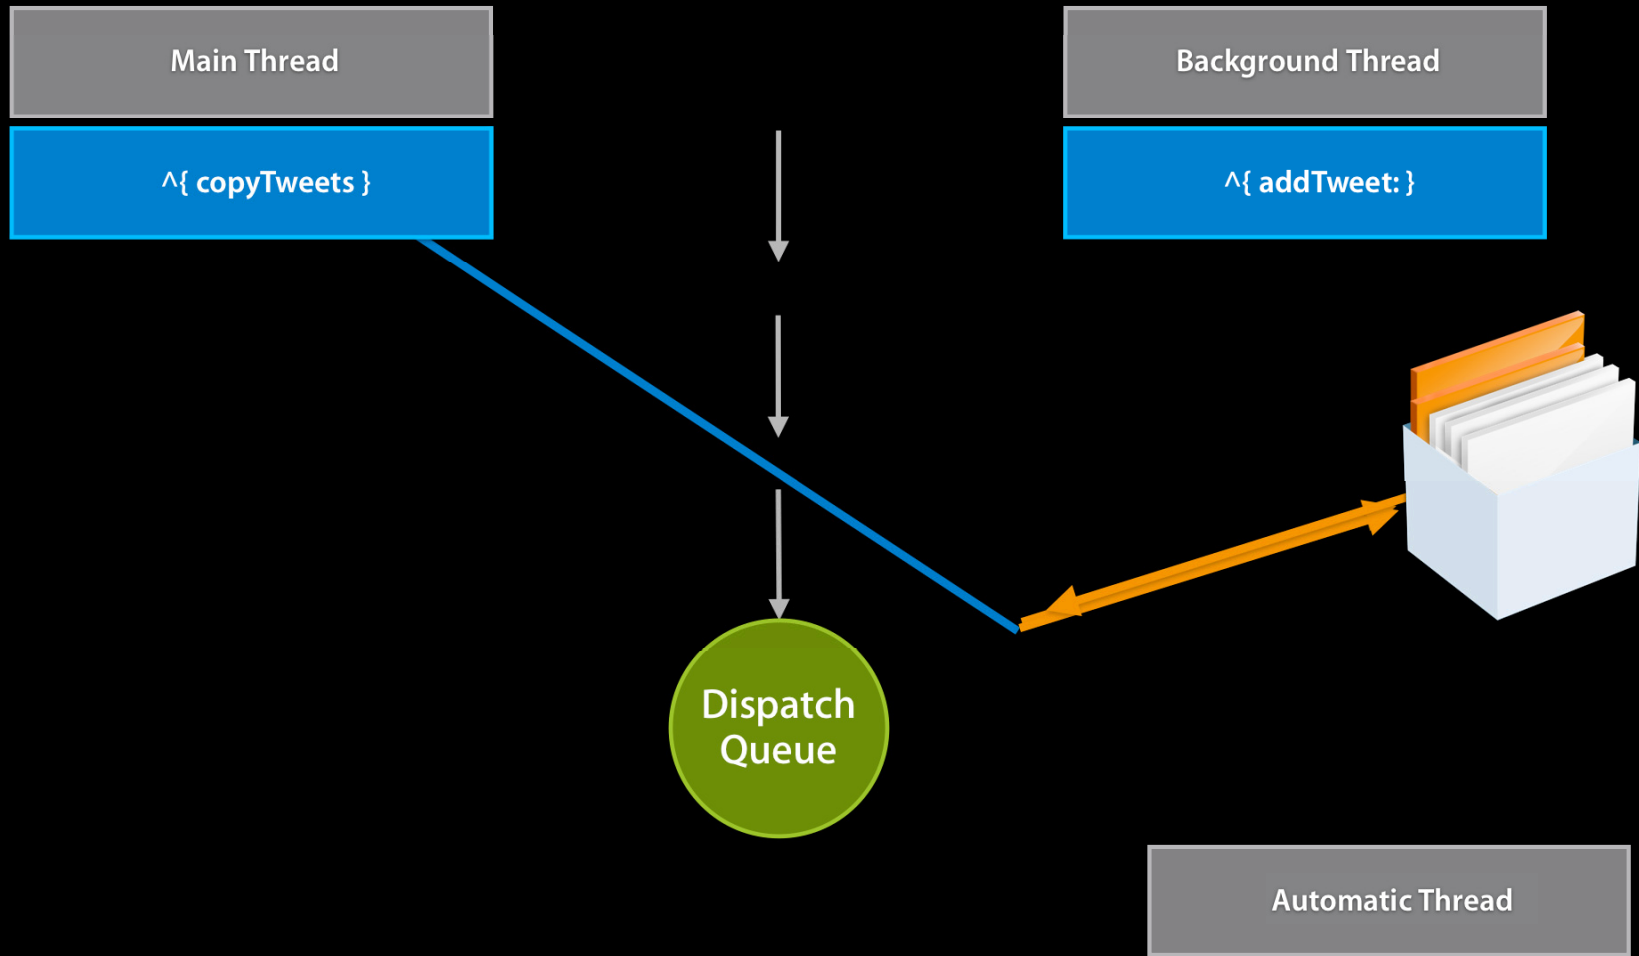 Main Thread
Background Thread
^{ copyTweets }
^{ addTweet: }
Dispatch
Queue
Automatic Thread